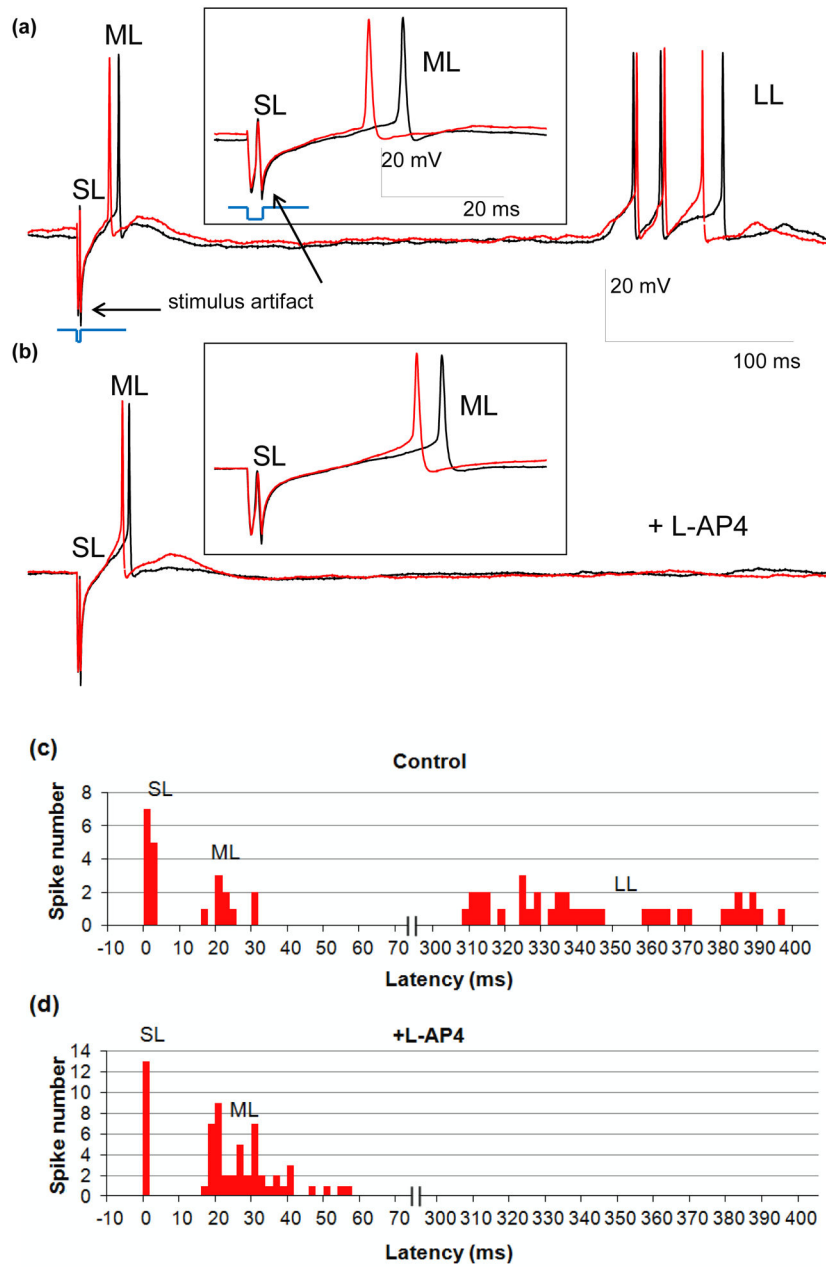 (a)
ML
SL
SL
ML
20 mV
20 ms
LL
stimulus artifact
20 mV
100 ms
(b)
ML
SL
SL
ML
+ L-AP4
(c)
Control
SL
ML
LL
Spike number
8
6
4
2
0
-10 0 10 20 30 40 50 60 70 300 310 320 330 340 350 360 370 380 390 400
Latency (ms)
(d)
SL
+L-AP4
ML
Spike number
14
12
10
8
6
4
2
0
-10 0 10 20 30 40 50 60 70 300 310 320 330 340 350 360 370 380 390 400
Latency (ms)